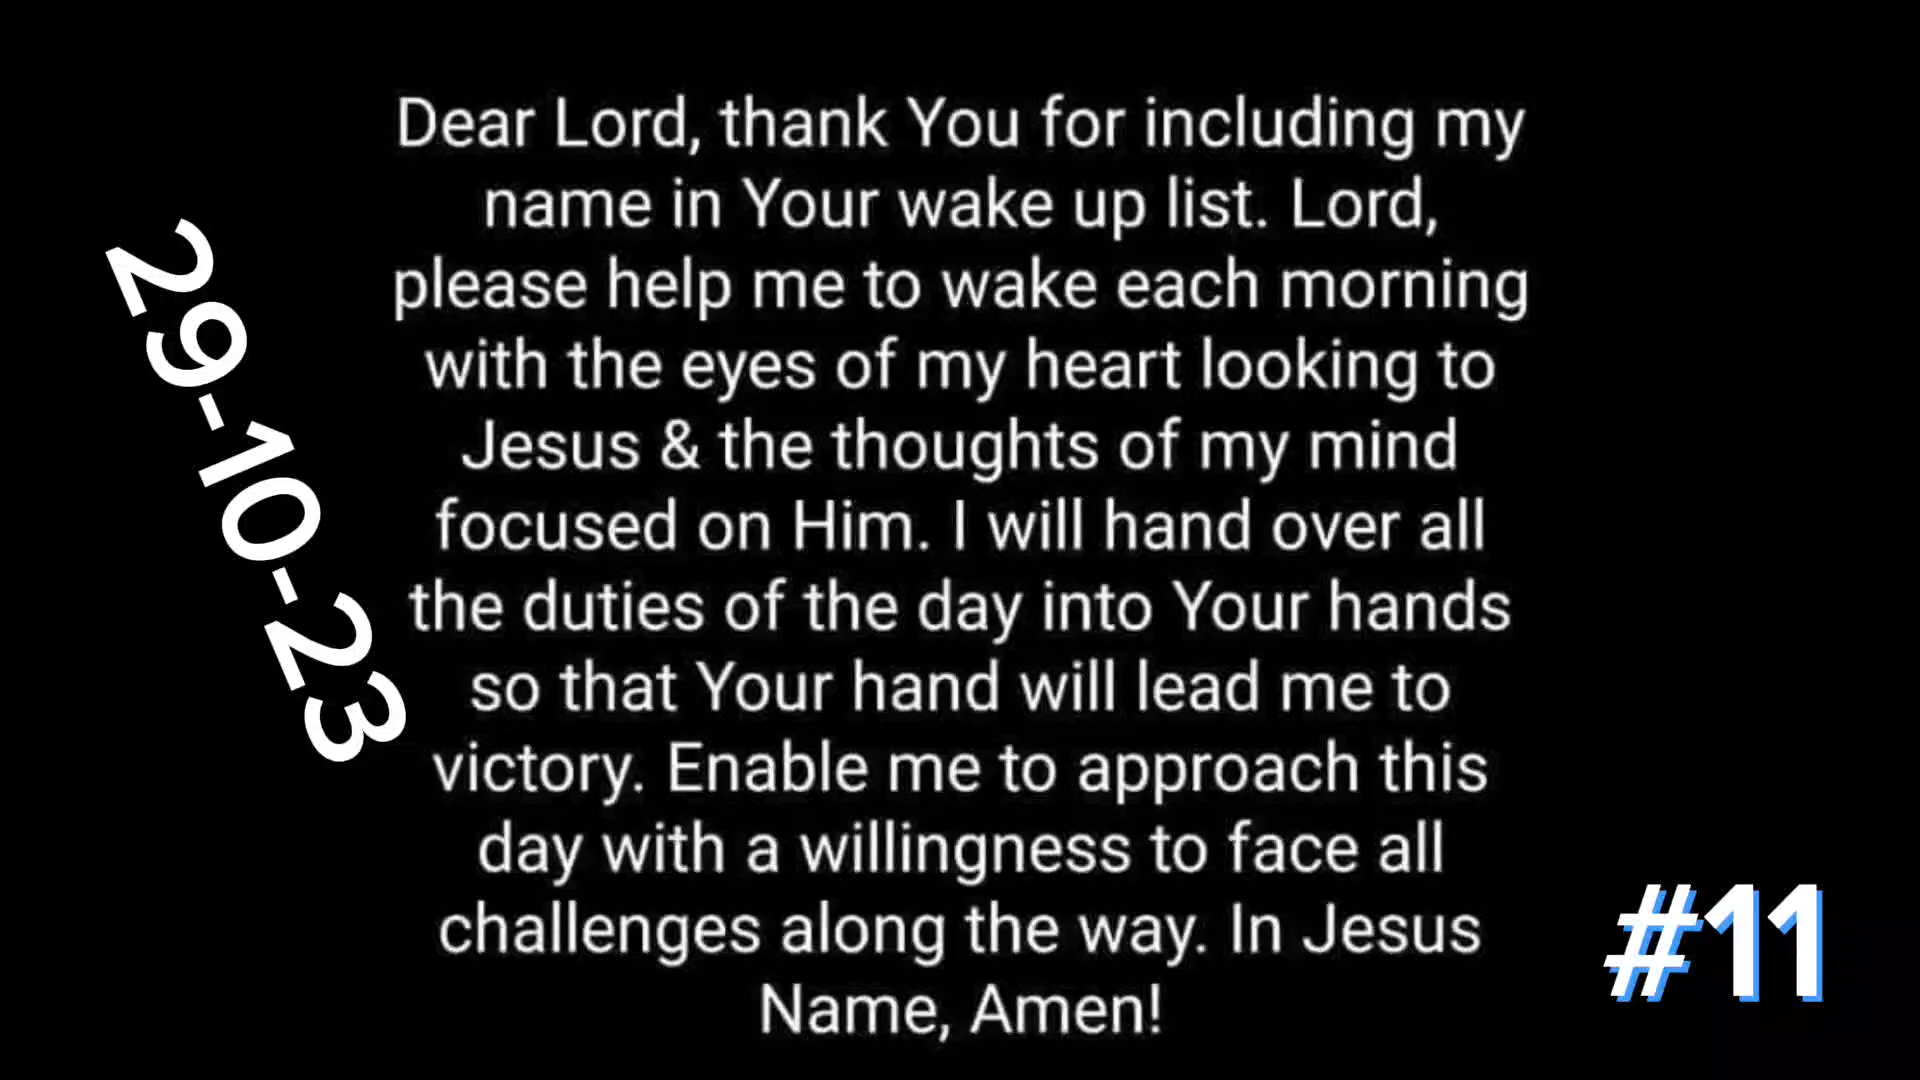 Dear Lord, thank You for including my
name in Your wake up list. Lord,
please help me to wake each morning
with the eyes of my heart looking to
Jesus & the thoughts of my mind
focused on Him. I will hand over all
the duties of the day into Your hands
so that Your hand will lead me to
victory. Enable me to approach this
day with a willingness to face all
challenges along the way. In Jesus
Name, Amen!
29-10-23
#11